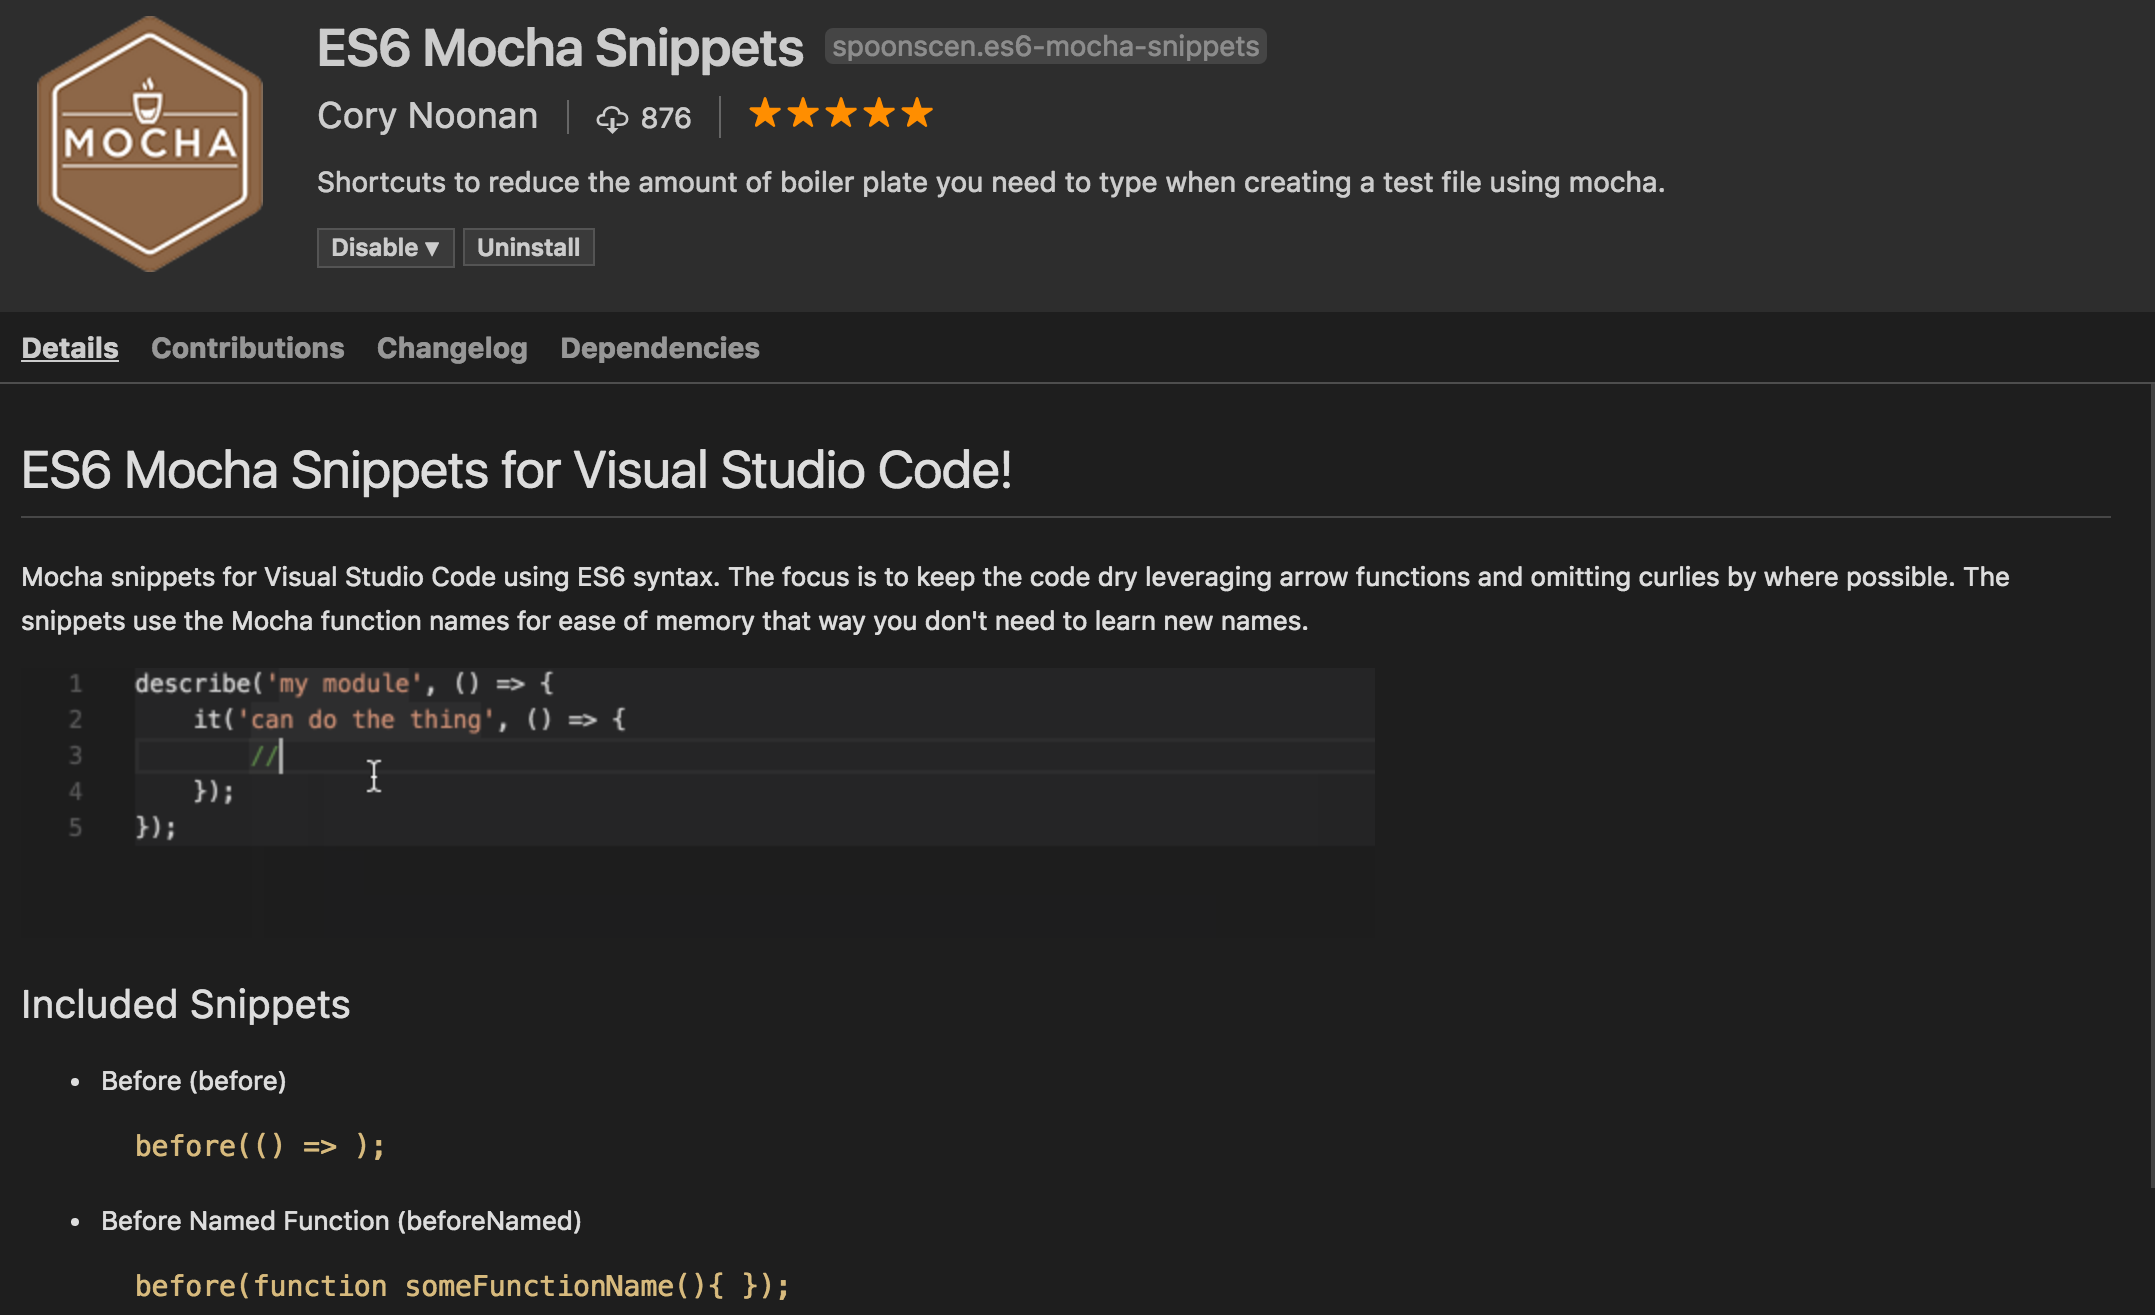 MOCHA
ES6 Mocha Snippets spoonscen.es6-mocha-snippets
Cory Noonan 876
Shortcuts to reduce the amount of boiler plate you need to type when creating a test file using mocha.
Disable ▼ Uninstall
Details Contributions Changelog Dependencies
ES6 Mocha Snippets for Visual Studio Code!
Mocha snippets for Visual Studio Code using ES6 syntax. The focus is to keep the code dry leveraging arrow functions and omitting curlies by where possible. The
snippets use the Mocha function names for ease of memory that way you don't need to learn new names.
1 describe('my module', () => {
2 it('can do the thing', () => {
3 //
4 });
5 });
Included Snippets
• Before (before)
before(() => );
• Before Named Function (beforeNamed)
before(function someFunctionName(){ });